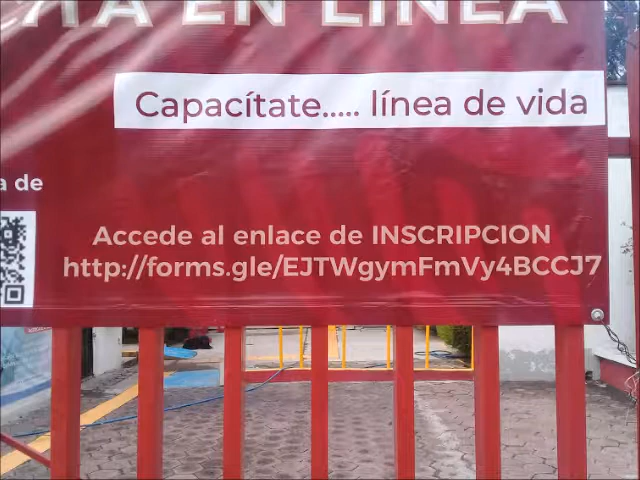 EN LÍNEA
Capacítate..... línea de vida
a de
Accede al enlace de INSCRIPCION
http://forms.gle/EJTWgymFmVy4BCCJ7